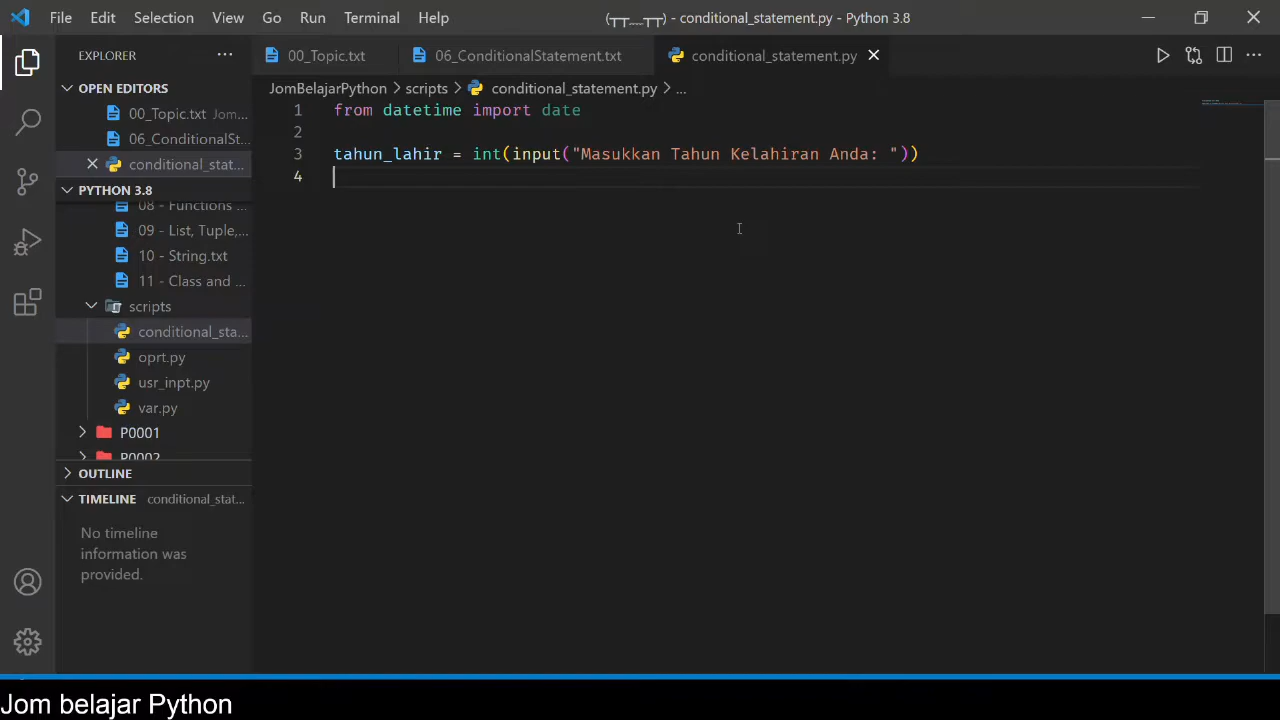 File Edit Selection View Go Run Terminal Help (┬┬﹏┬┬) - conditional_statement.py - Python 3.8
EXPLORER ...
00_Topic.txt 06_ConditionalStatement.txt conditional_statement.py
OPEN EDITORS
00_Topic.txt Jom...
06_ConditionalSt...
conditional_stat...
PYTHON 3.8
08 - Functions ...
09 - List, Tuple,...
10 - String.txt
11 - Class and ...
scripts
conditional_sta...
oprt.py
usr_inpt.py
var.py
P0001
P0002
OUTLINE
TIMELINE conditional_stat...
No timeline
information was
provided.
JomBelajarPython > scripts > conditional_statement.py > ...
1 from datetime import date
2
3 tahun_lahir = int(input("Masukkan Tahun Kelahiran Anda: "))
4
Jom belajar Python